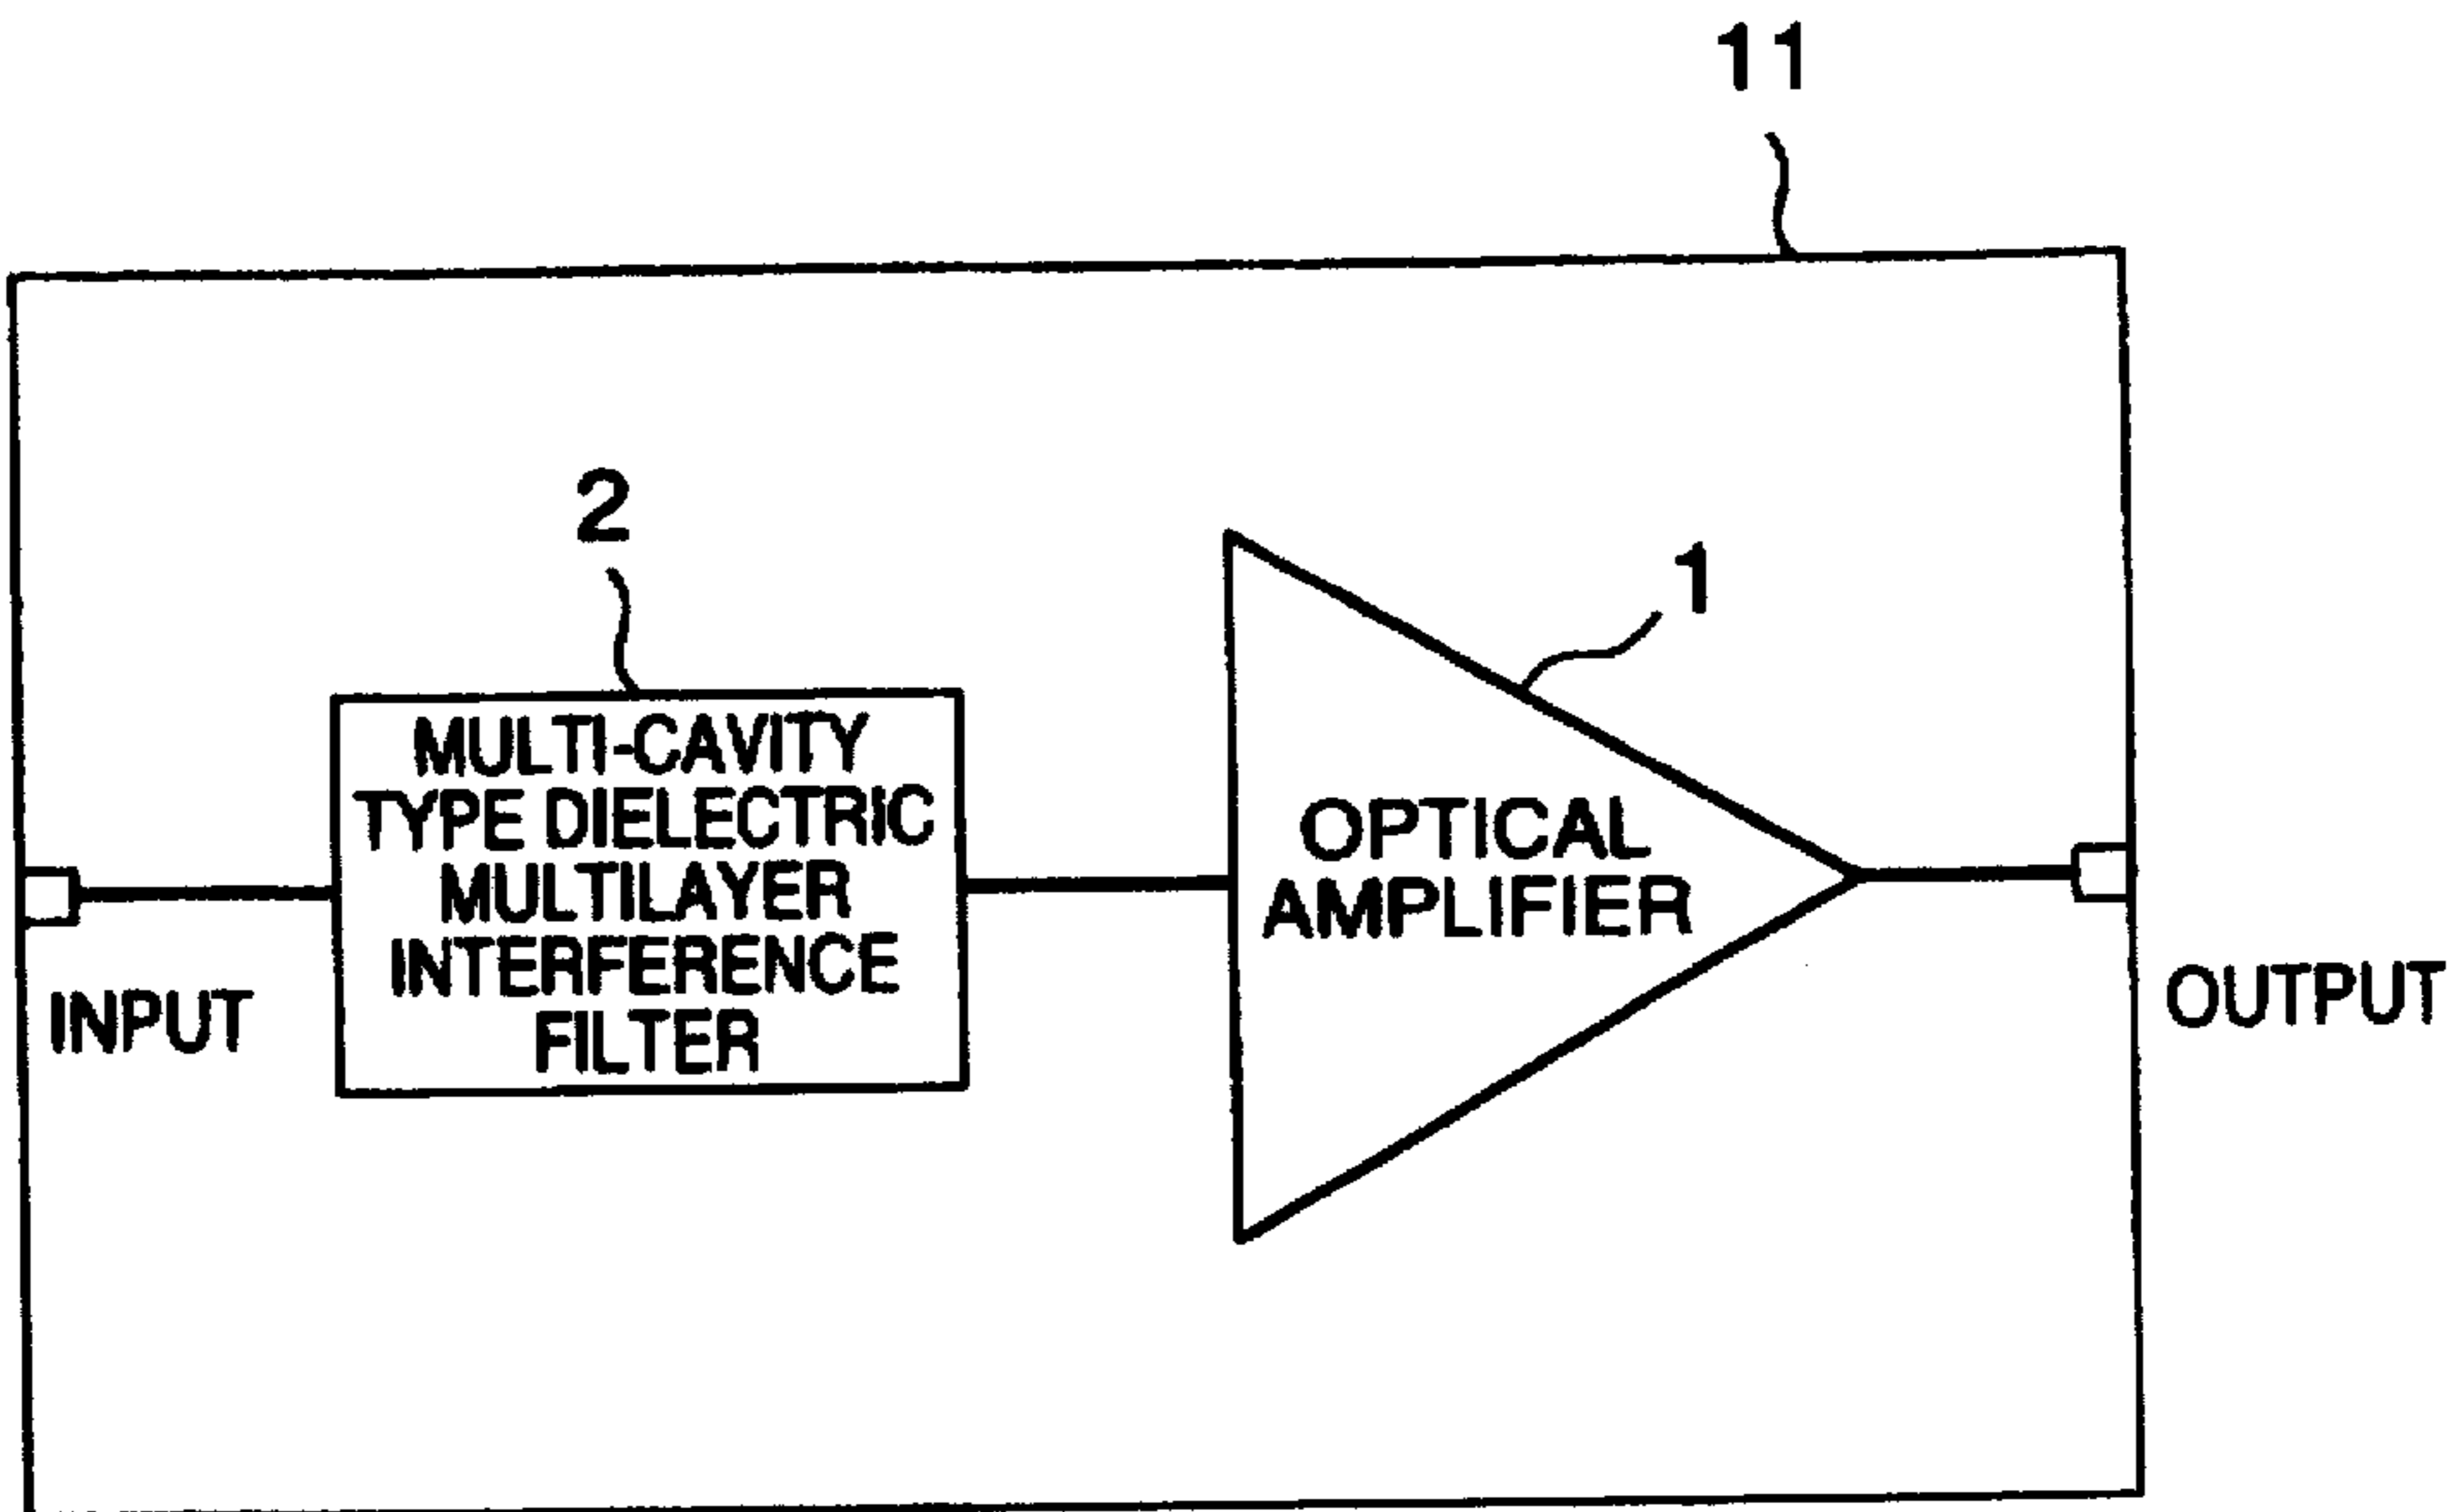 11
2
1
MULTI-CAVITY
TYPE DIELECTRIC
MULTILAYER
INTERFERENCE
FILTER
OPTICAL
AMPLIFIER
INPUT
OUTPUT